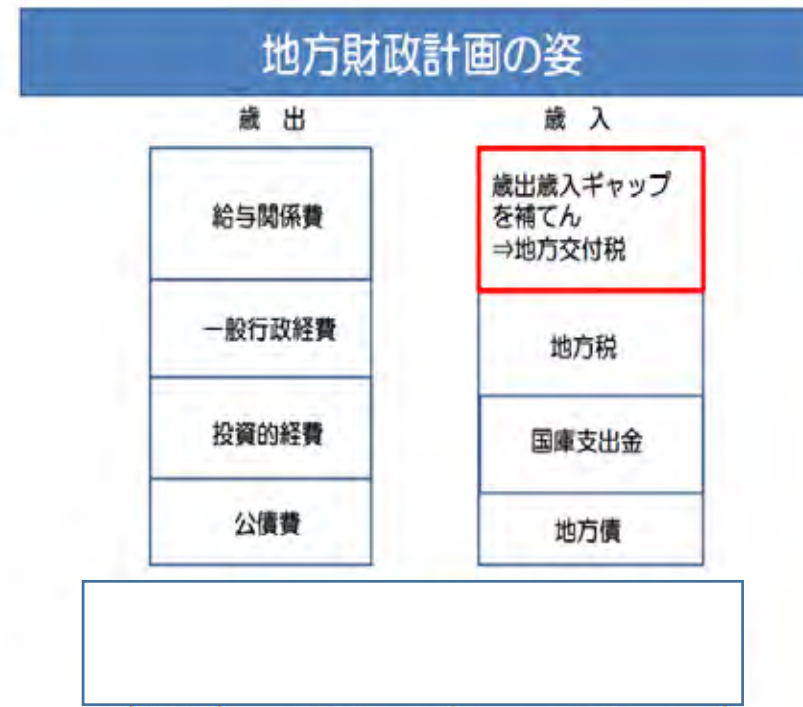 地方財政計画の姿
歳 出
歳 入
給与関係費
一般行政経費
投資的経費
公債費
歳出歳入ギャップ
を補てん
⇒地方交付税
地方税
国庫支出金
地方債